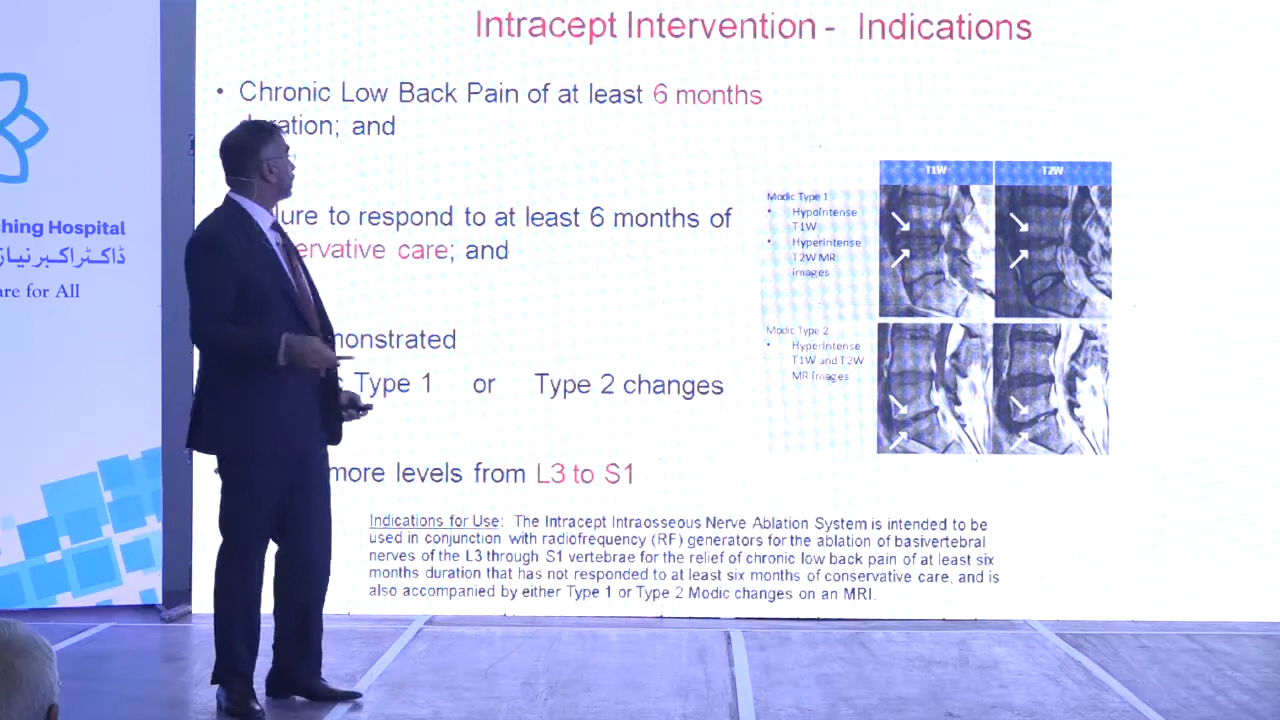 Intracept Intervention - Indications
• Chronic Low Back Pain of at least 6 months
ation; and
lure to respond to at least 6 months of
ervative care; and
monstrated
Type 1 or Type 2 changes
more levels from L3 to S1
T1W T2W
Modic Type 1
• Hypointense
T1W
• Hyperintense
T2W MR
images
Modic Type 2
• Hyperintense
T1W and T2W
MR Images
Indications for Use: The Intracept Intraosseous Nerve Ablation System is intended to be
used in conjunction with radiofrequency (RF) generators for the ablation of basivertebral
nerves of the L3 through S1 vertebrae for the relief of chronic low back pain of at least six
months duration that has not responded to at least six months of conservative care, and is
also accompanied by either Type 1 or Type 2 Modic changes on an MRI.
ching Hospital
ڈاکٹر اکبر نیاز
are for All